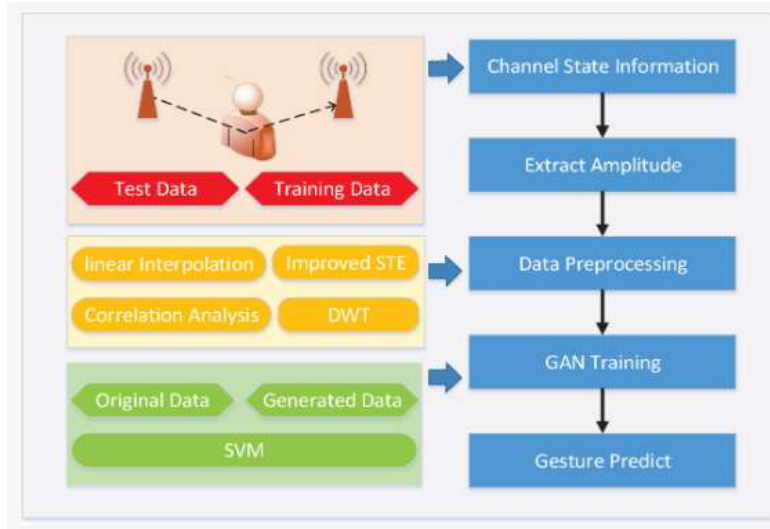 Channel State Information
Test Data
Training Data
Extract Amplitude
linear Interpolation
Improved STE
Correlation Analysis
DWT
Data Preprocessing
Original Data
Generated Data
SVM
GAN Training
Gesture Predict